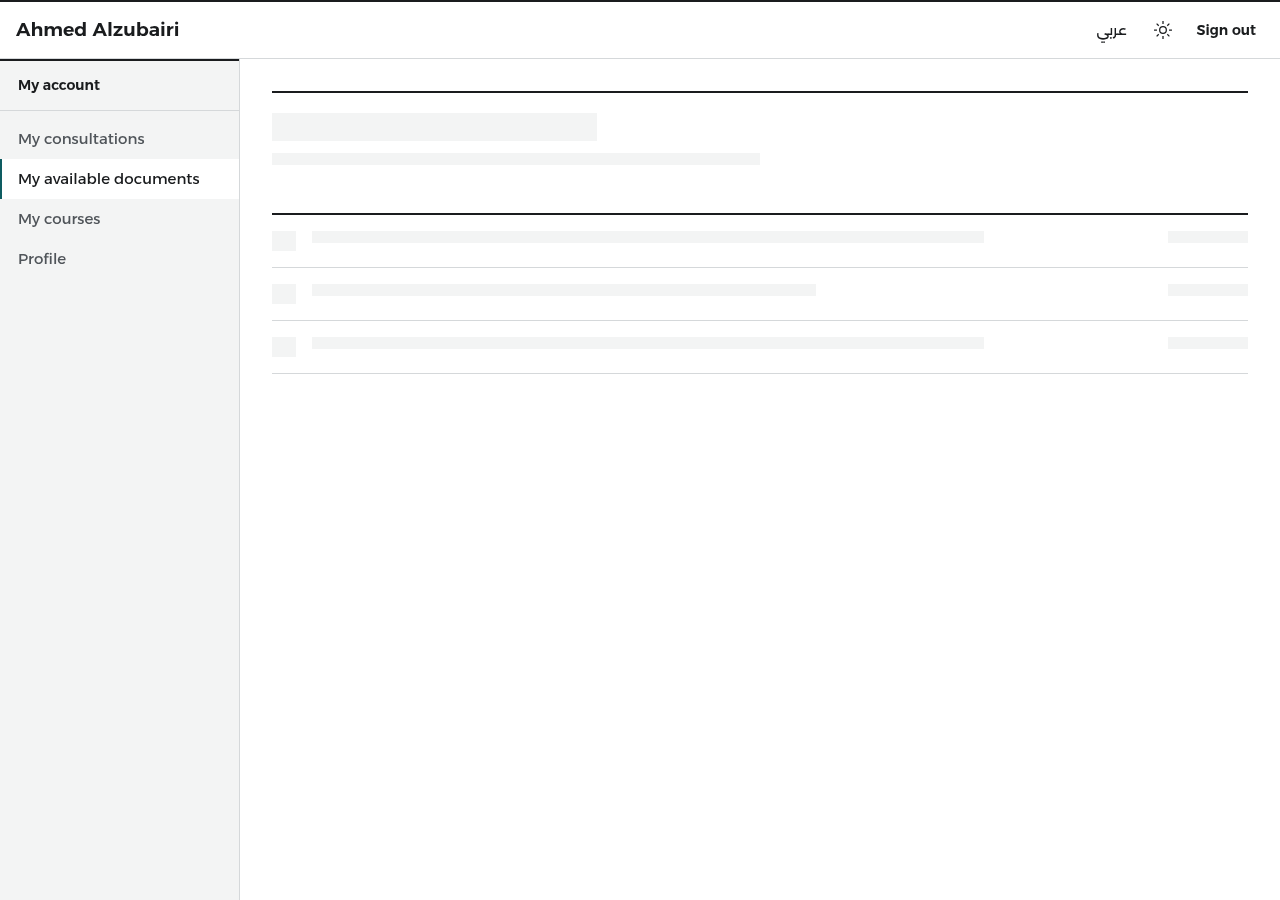 Ahmed Alzubairi
عربي
Sign out
My account
My consultations
My available documents
My courses
Profile